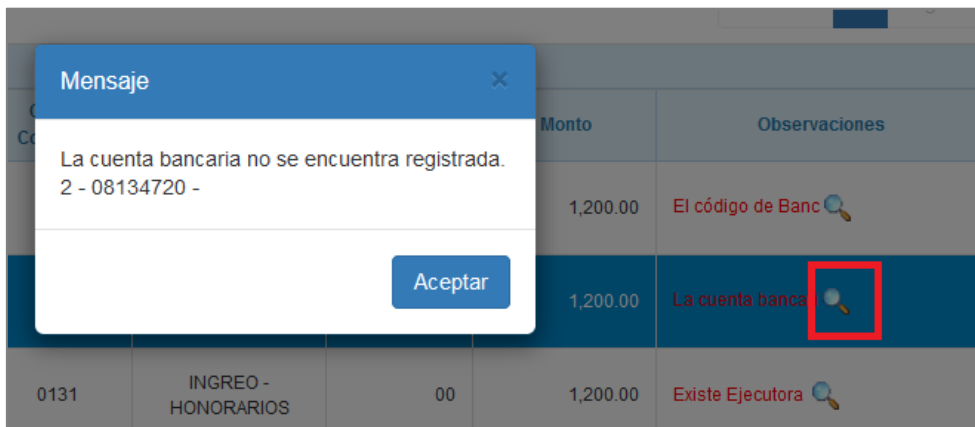 Mensaje
×
La cuenta bancaria no se encuentra registrada.
2 - 08134720 -
Aceptar
Monto
Observaciones
1,200.00
El código de Banc
1,200.00
La cuenta banca
0131
INGREO -
HONORARIOS
00
1,200.00
Existe Ejecutora